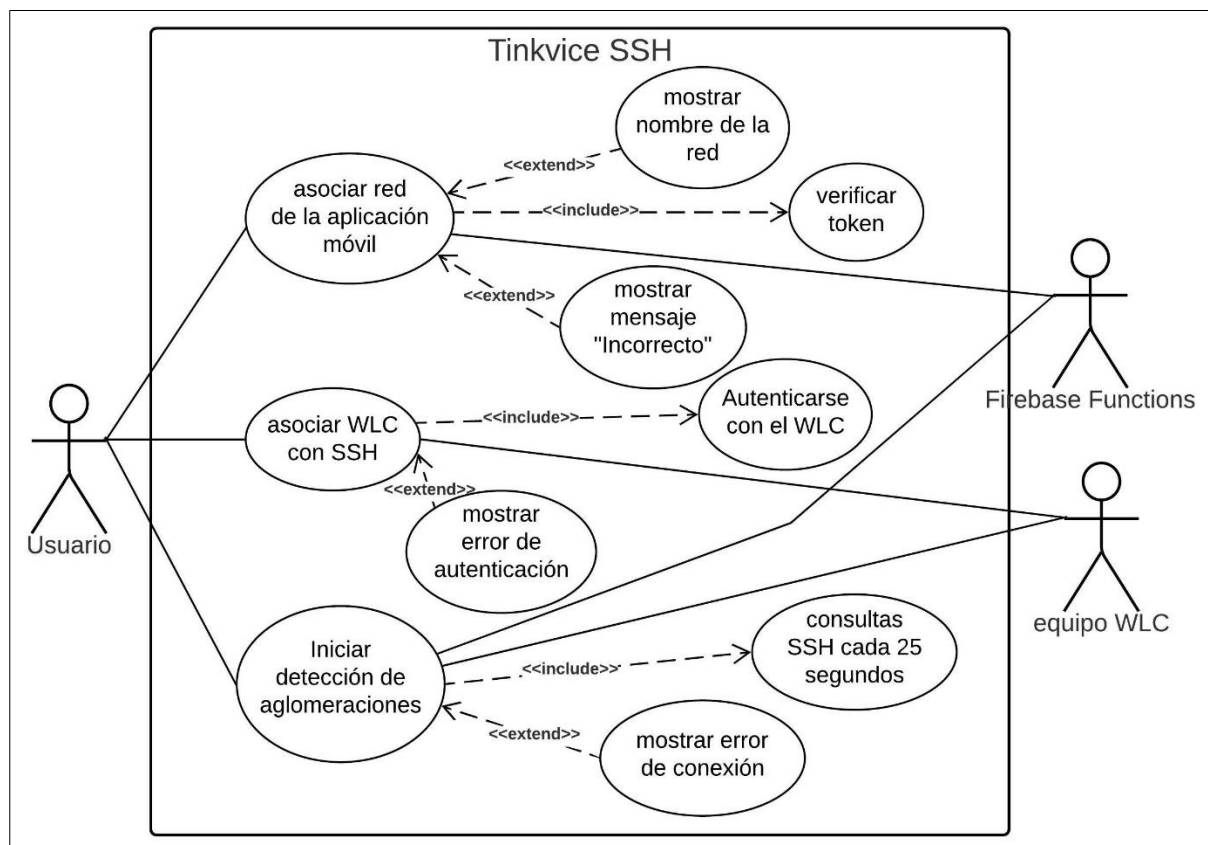 Tinkvice SSH
mostrar
nombre de la
red
<<extend>>
asociar red
de la aplicación
móvil
<<include>>
verificar
token
<<extend>>
mostrar
mensaje
"Incorrecto"
Firebase Functions
asociar WLC
con SSH
<<include>>
Autenticarse
con el WLC
<<extend>>
mostrar
error de
autenticación
Usuario
equipo WLC
Iniciar
detección de
aglomeraciones
<<include>>
consultas
SSH cada 25
segundos
<<extend>>
mostrar error
de conexión